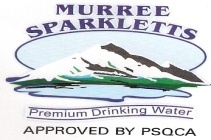 MURREE
SPARKLETTS
Premium Drinking Water
APPROVED BY PSQCA